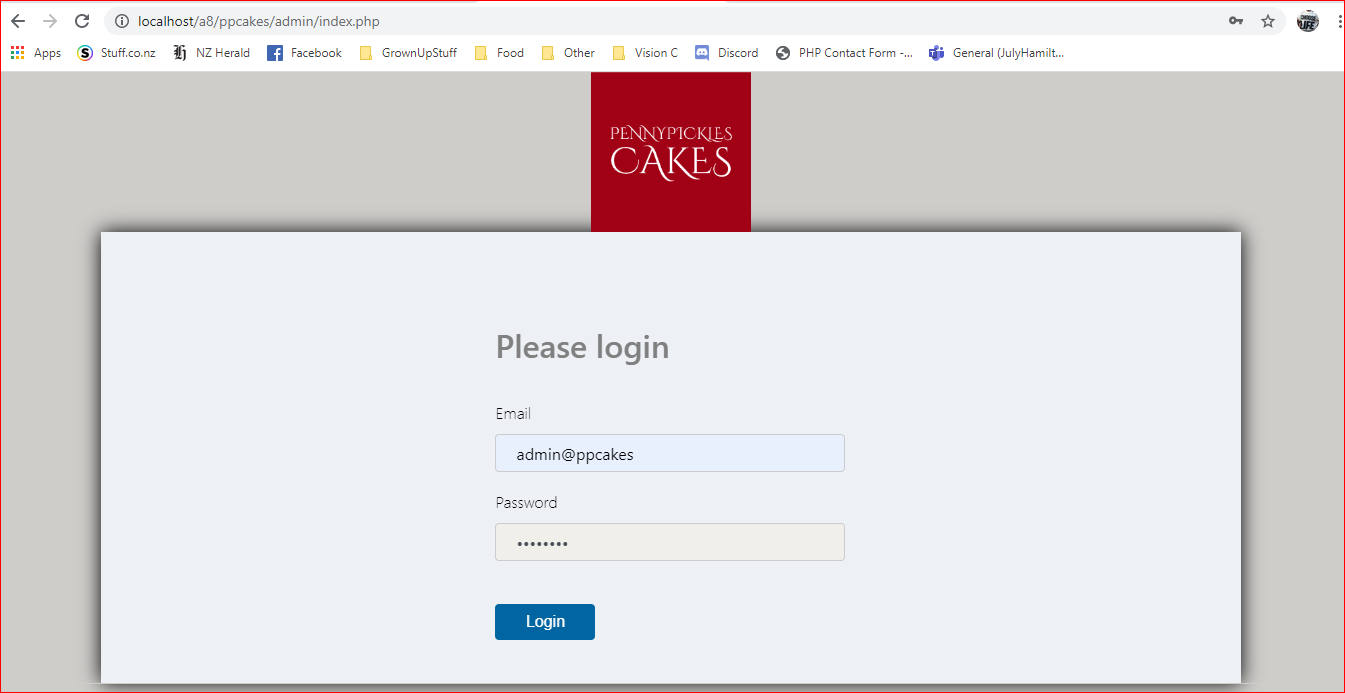 localhost/a8/ppcakes/admin/index.php
Apps Stuff.co.nz NZ Herald Facebook GrownUpStuff Food Other Vision C Discord PHP Contact Form -... General (JulyHamilt...
PENNYPICKLES
CAKES
Please login
Email
admin@ppcakes
Password
••••••••
Login